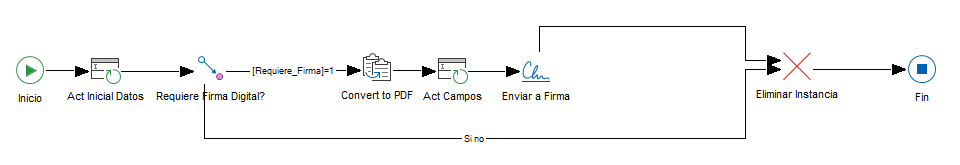 [Requiere_Firma]=1
Inicio
Act Inicial Datos
Requiere Firma Digital?
Convert to PDF
Act Campos
Enviar a Firma
Eliminar Instancia
Fin
Si no